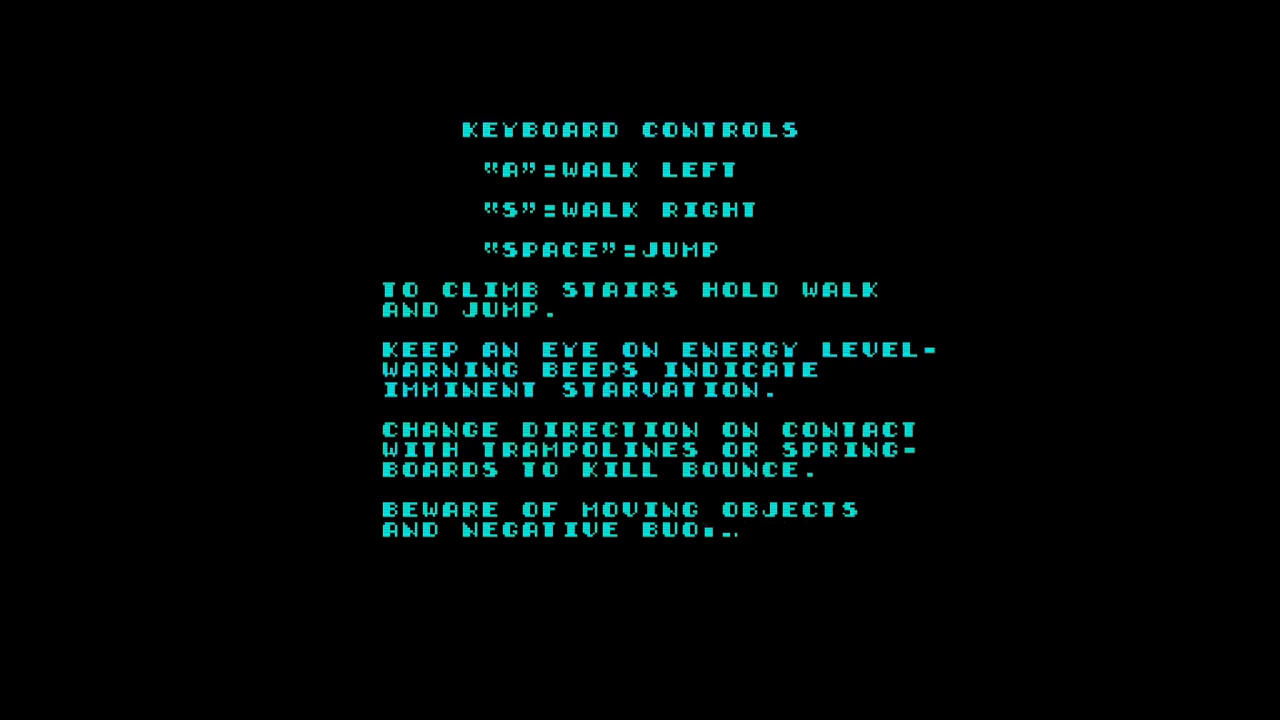 KEYBOARD CONTROLS
"A"=WALK LEFT
"S"=WALK RIGHT
"SPACE"=JUMP
TO CLIMB STAIRS HOLD WALK
AND JUMP.
KEEP AN EYE ON ENERGY LEVEL-
WARNING BEEPS INDICATE
IMMINENT STARVATION.
CHANGE DIRECTION ON CONTACT
WITH TRAMPOLINES OR SPRING-
BOARDS TO KILL BOUNCE.
BEWARE OF MOVING OBJECTS
AND NEGATIVE